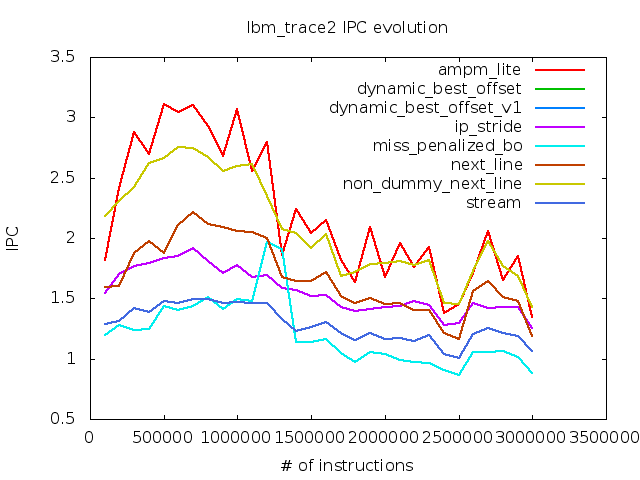 lbm_trace2 IPC evolution
3.5
3
2.5
2
1.5
1
0.5
IPC
ampm_lite
dynamic_best_offset
dynamic_best_offset_v1
ip_stride
miss_penalized_bo
next_line
non_dummy_next_line
stream
0 500000 1000000 1500000 2000000 2500000 3000000 3500000
# of instructions